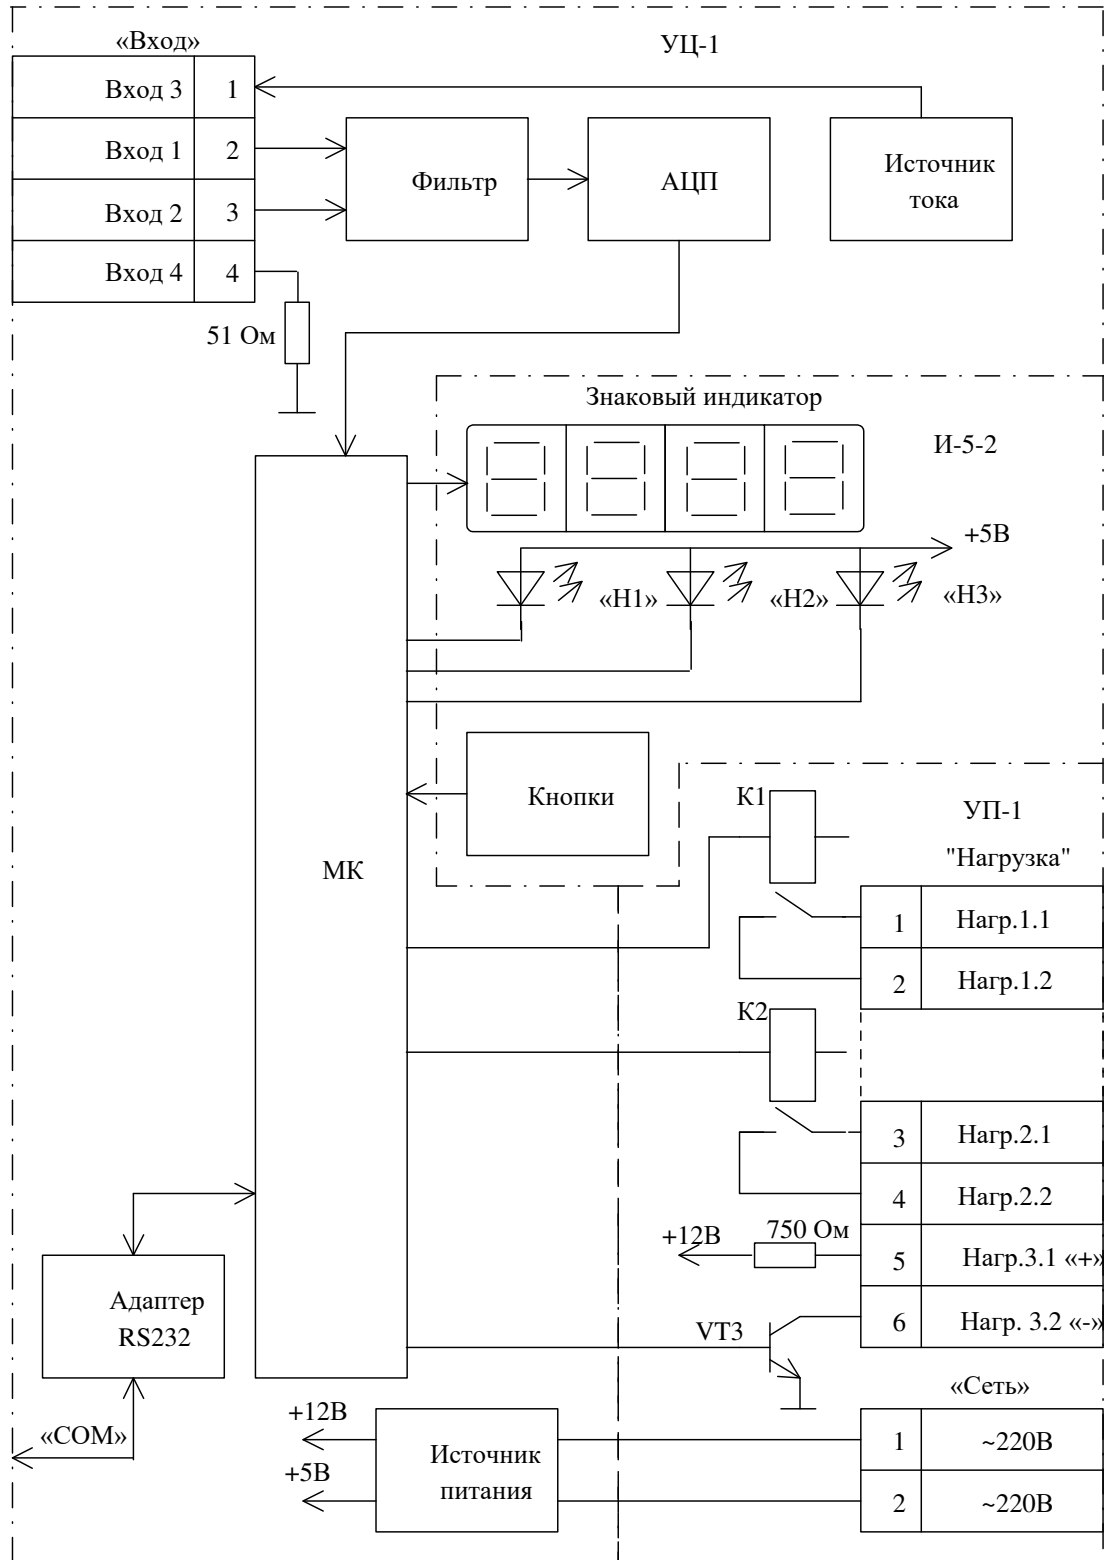 «Вход»
УЦ-1
Вход 3 1
Вход 1 2
Вход 2 3
Вход 4 4
Фильтр
АЦП
Источник
тока
51 Ом
Знаковый индикатор
И-5-2
+5В
«Н1»
«Н2»
«Н3»
Кнопки
МК
К1
УП-1
"Нагрузка"
1 Нагр.1.1
2 Нагр.1.2
К2
3 Нагр.2.1
4 Нагр.2.2
+12В
750 Ом
5 Нагр.3.1 «+»
6 Нагр. 3.2 «-»
VT3
Адаптер
RS232
«СОМ»
«Сеть»
+12В
+5В
Источник
питания
1 ~220В
2 ~220В